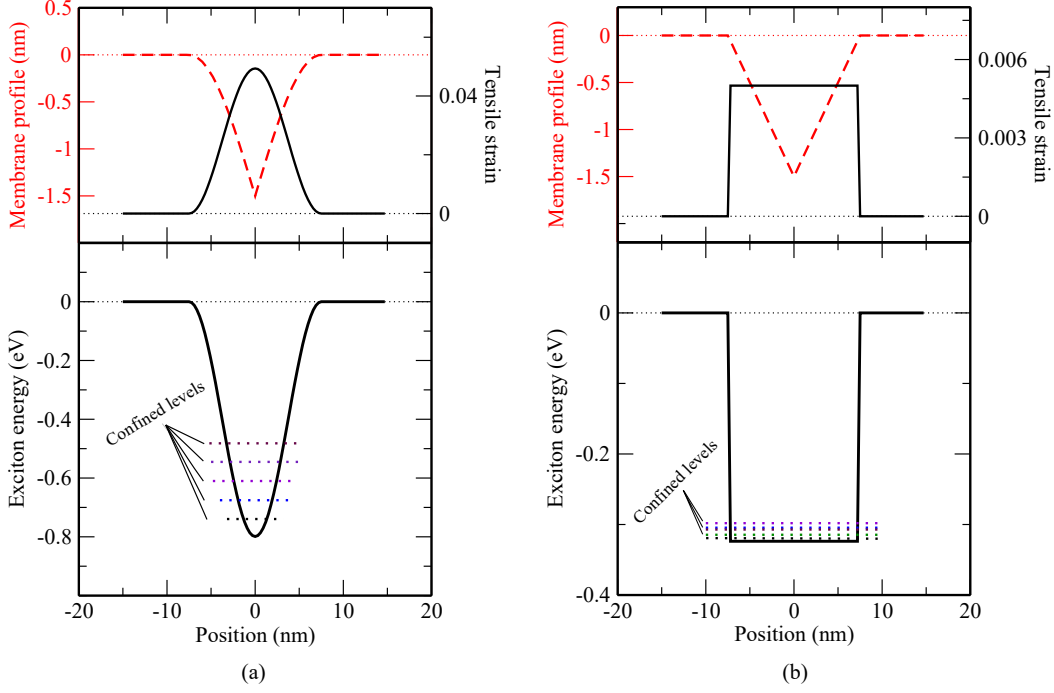 0.5
0
-0.5
-1
-1.5
Membrane profile (nm)
0.04
0
Tensile strain
0
-0.2
-0.4
-0.6
-0.8
Exciton energy (eV)
Confined levels
-20
-10
0
10
20
Position (nm)
(a)
0
-0.5
-1
-1.5
Membrane profile (nm)
0.006
0.003
0
Tensile strain
0
-0.2
-0.4
Exciton energy (eV)
Confined levels
-20
-10
0
10
20
Position (nm)
(b)